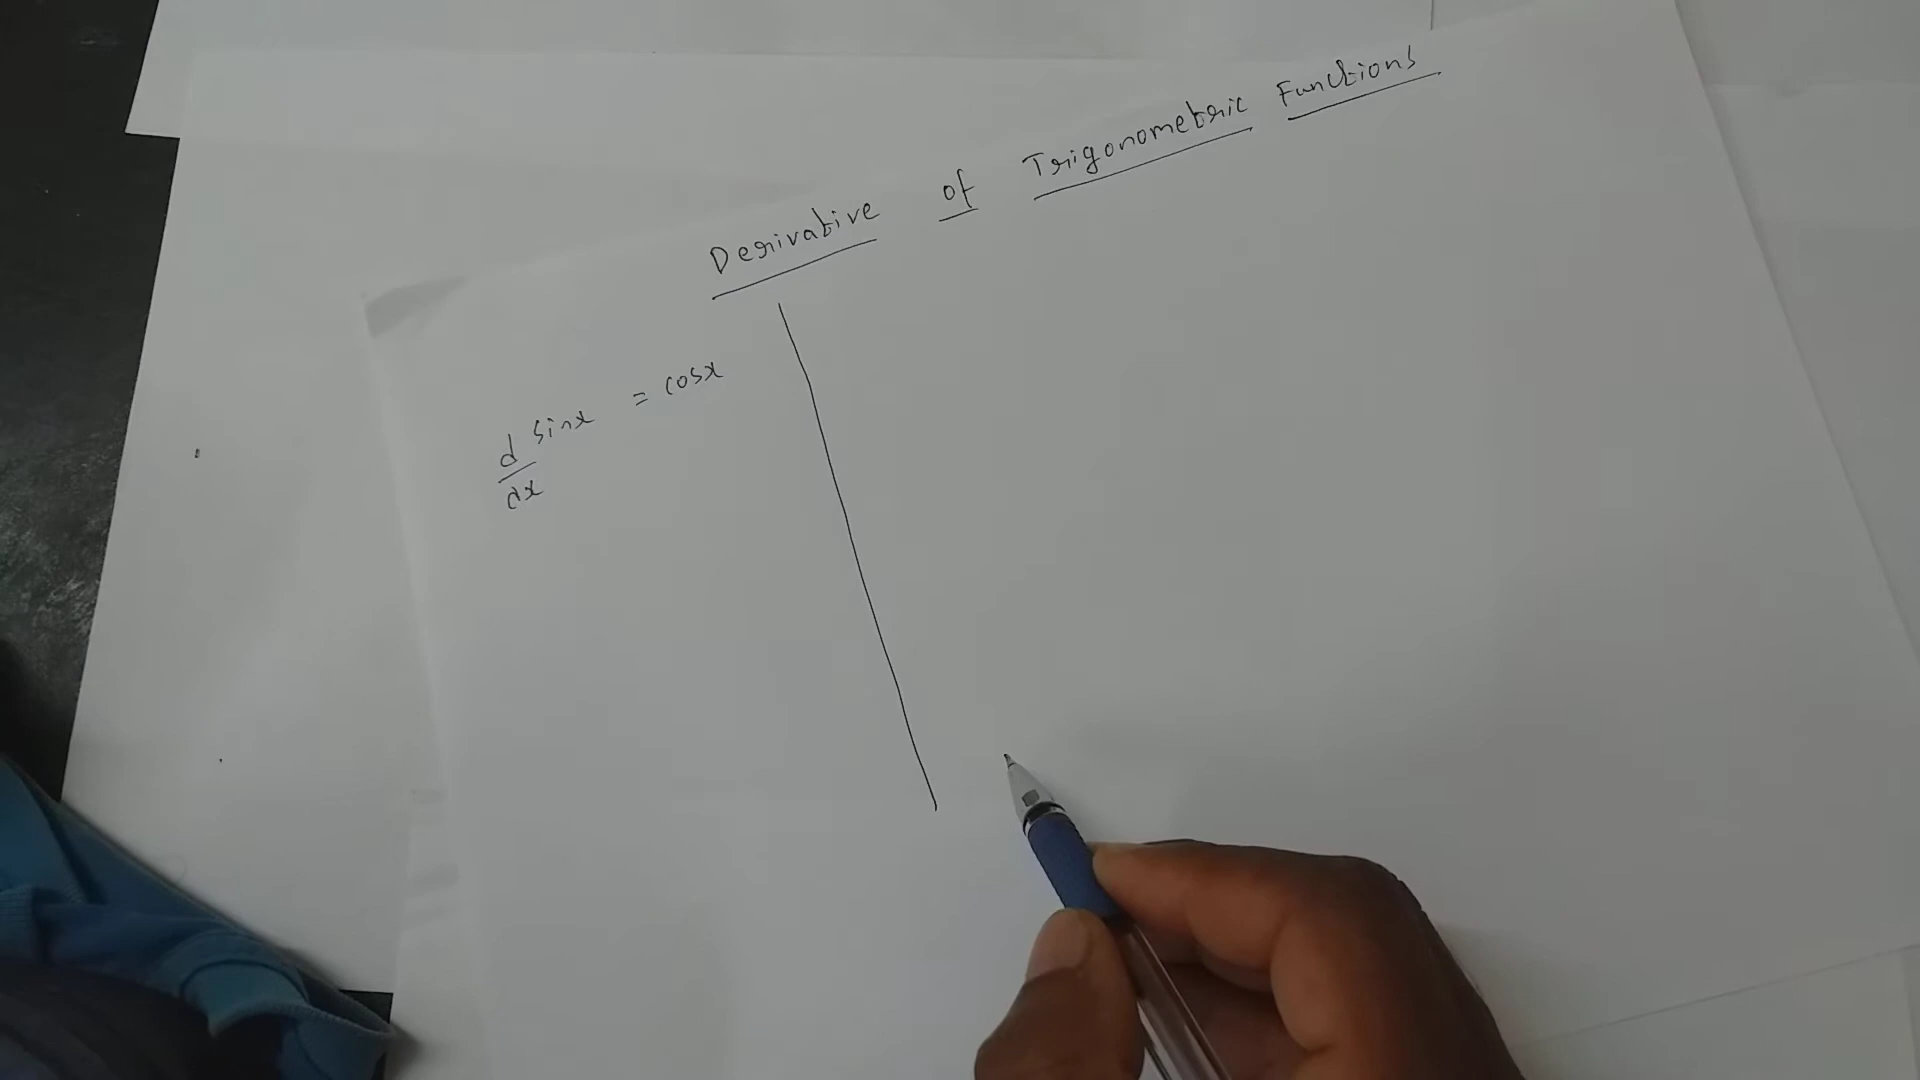 Derivative of Trigonometric Functions
d/dx sinx = cosx